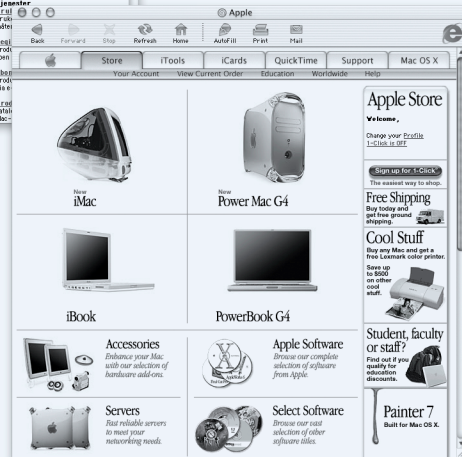 Apple
Back Forward Stop Refresh Home AutoFill Print Mail
Store iTools iCards QuickTime Support Mac OS X
Your Account View Current Order Education Worldwide Help
New
iMac
New
Power Mac G4
iBook
PowerBook G4
Accessories
Enhance your Mac
with our selection of
hardware add-ons.
Apple Software
Browse our complete
selection of software
from Apple.
Servers
Fast reliable servers
to meet your
networking needs.
Select Software
Browse our vast
selection of other
software titles.
Apple Store
Welcome,
Change your Profile
1-Click is OFF
Sign up for 1-Click
The easiest way to shop.
Free Shipping
Buy today and
get free ground
shipping.
Cool Stuff
Buy any Mac and get a
free Lexmark color printer.
Save up
to $500
on other
cool
stuff.
Student, faculty
or staff?
Find out if you
qualify for
education
discounts.
Painter 7
Built for Mac OS X.